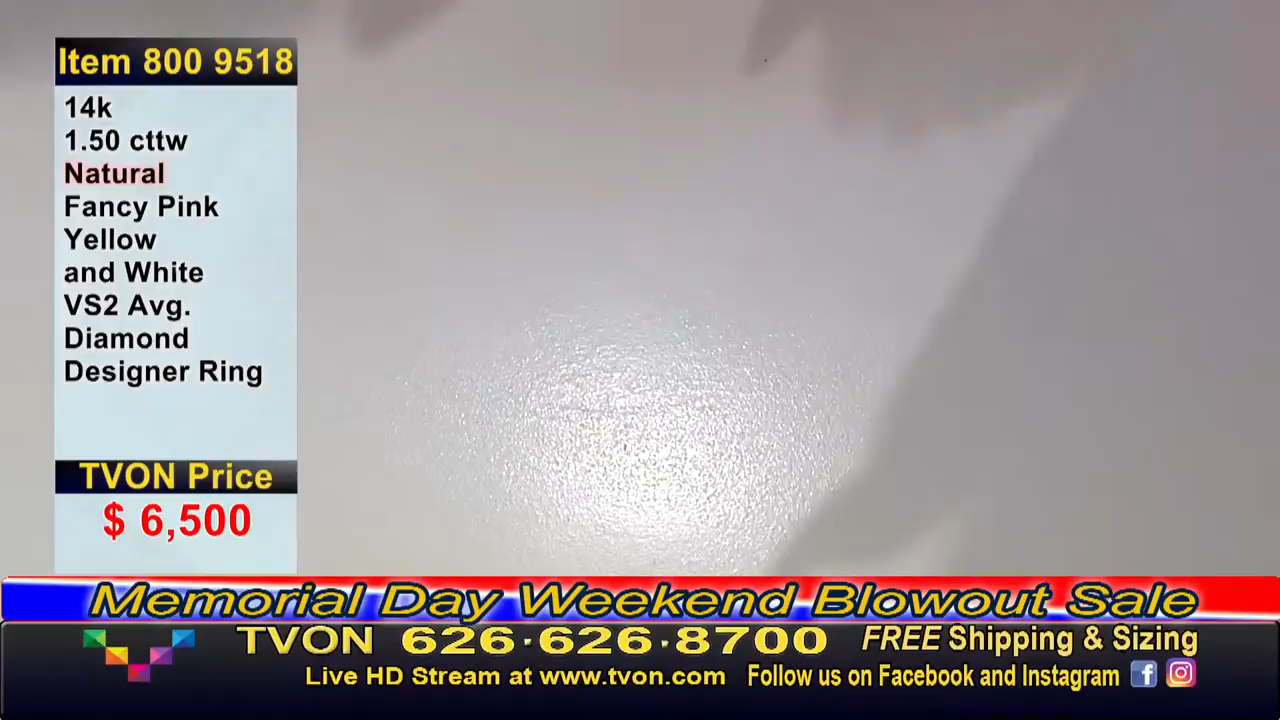 Item 800 9518
14k
1.50 cttw
Natural
Fancy Pink
Yellow
and White
VS2 Avg.
Diamond
Designer Ring
TVON Price
$ 6,500
Memorial Day Weekend Blowout Sale
TVON 626·626·8700 FREE Shipping & Sizing
Live HD Stream at www.tvon.com Follow us on Facebook and Instagram